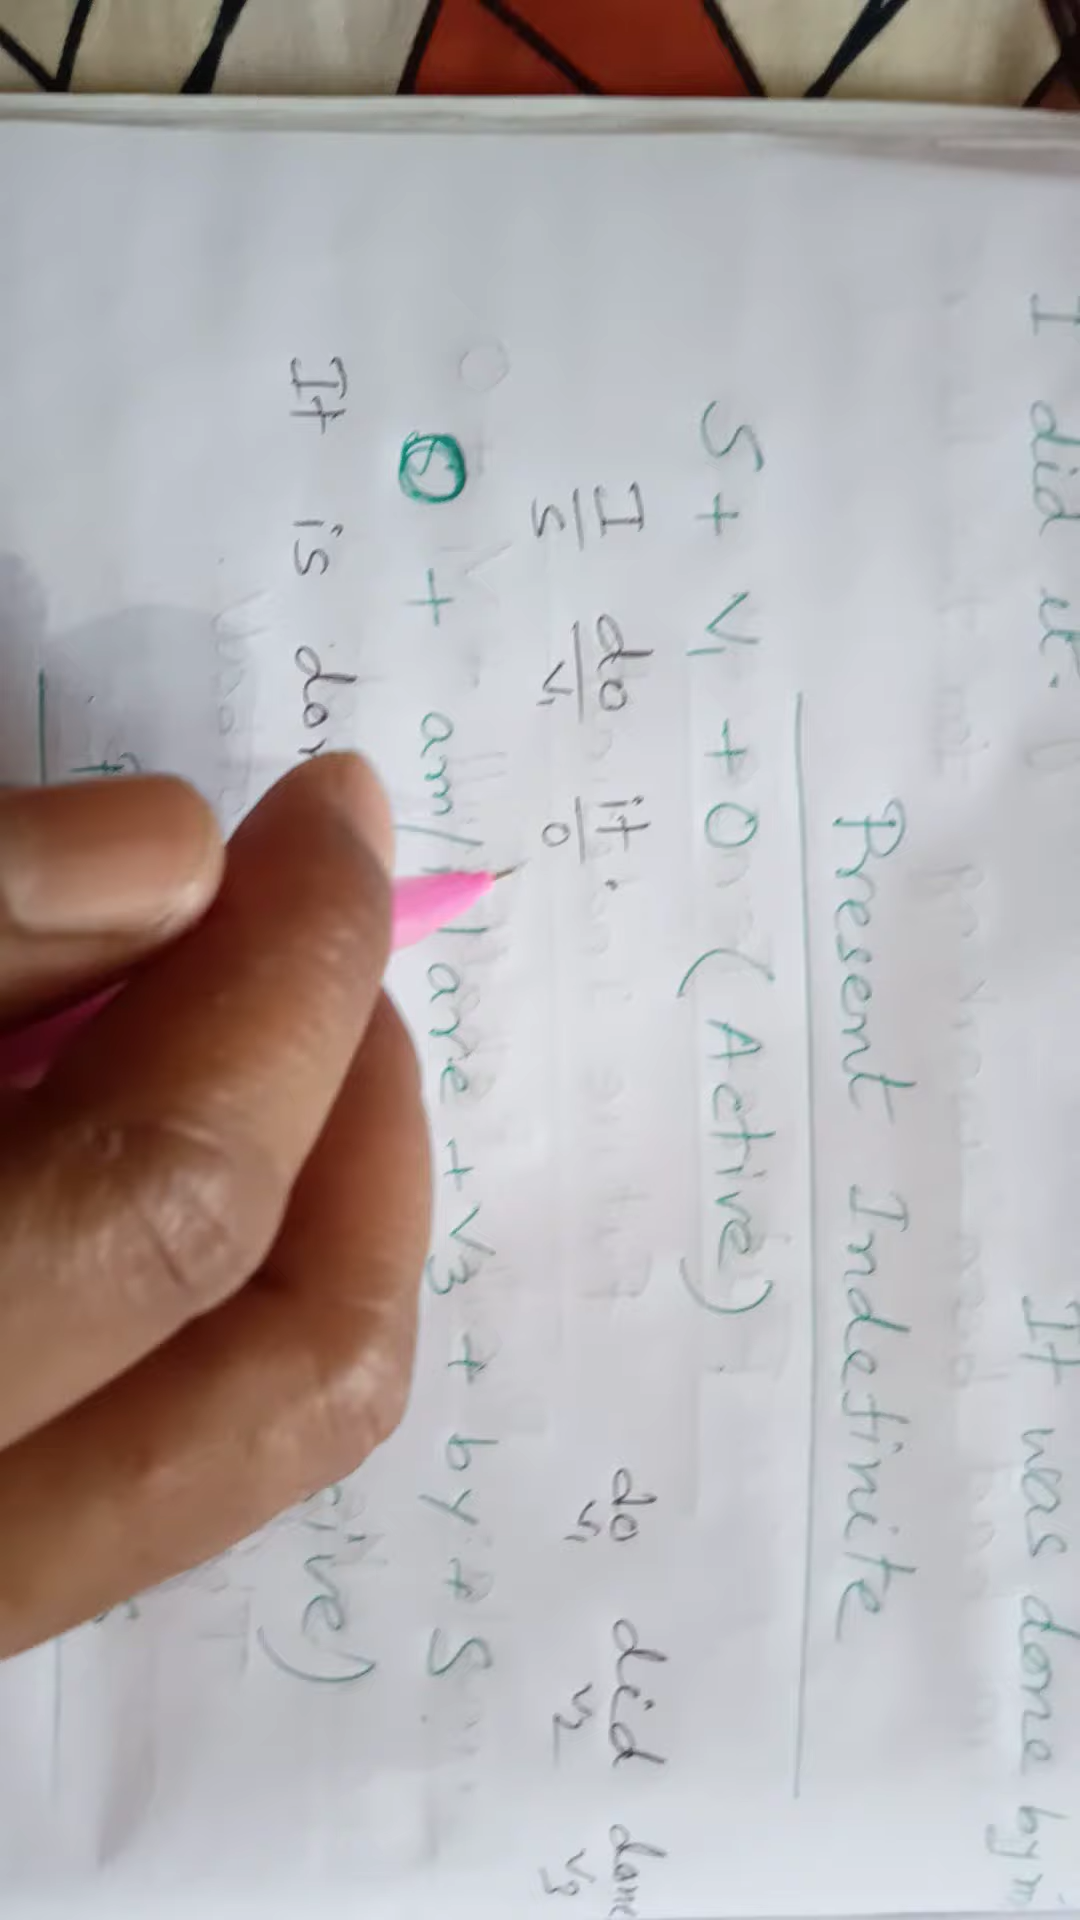 I did it. It was done by
Present Indefinite
S + V1 + O (Active)
I do it. do did done
S V1 O V1 V2 V3
O + am/ / are + V3 + by + S
It is